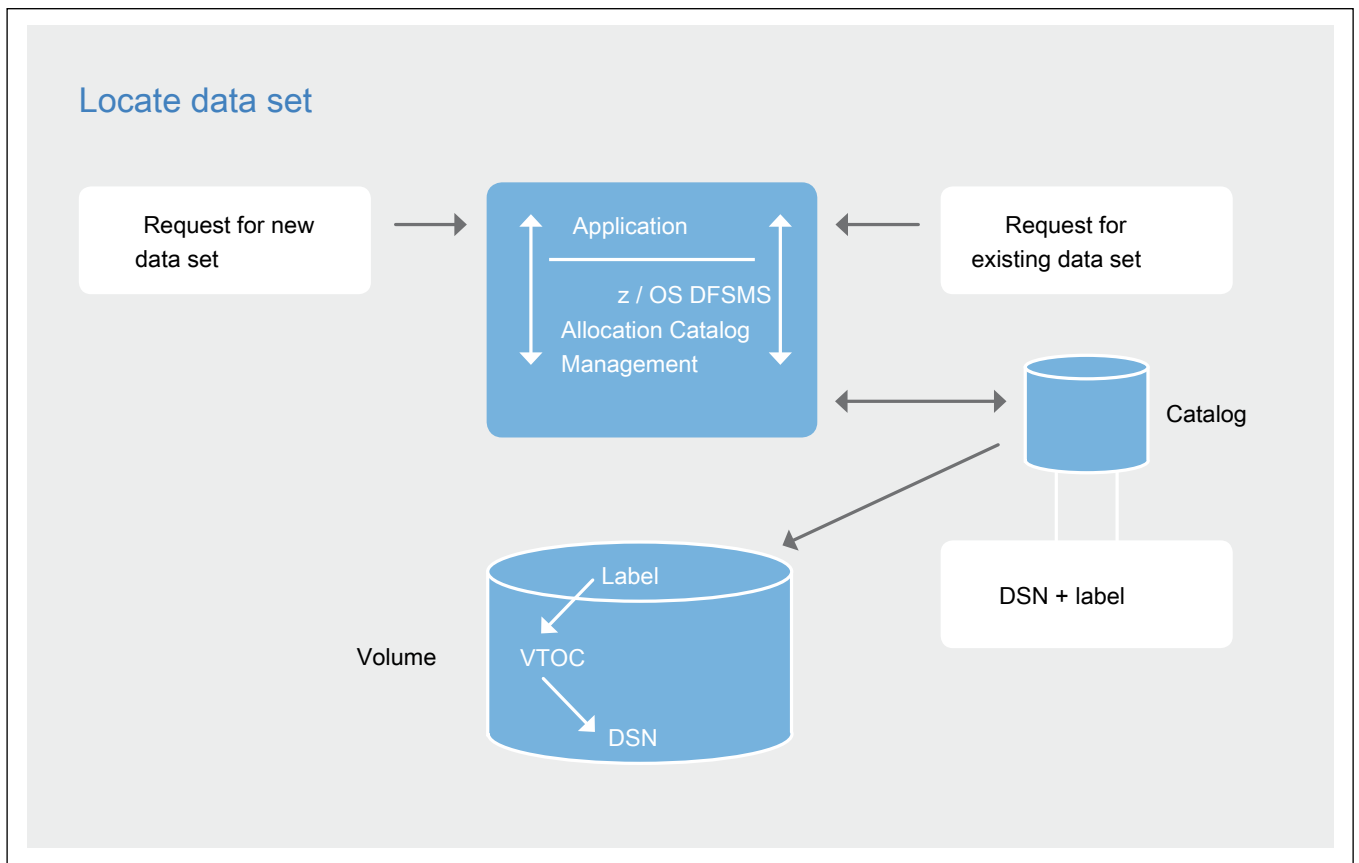 Locate data set
Request for new
data set
Application
z / OS DFSMS
Allocation Catalog
Management
Request for
existing data set
Catalog
DSN + label
Volume
Label
VTOC
DSN